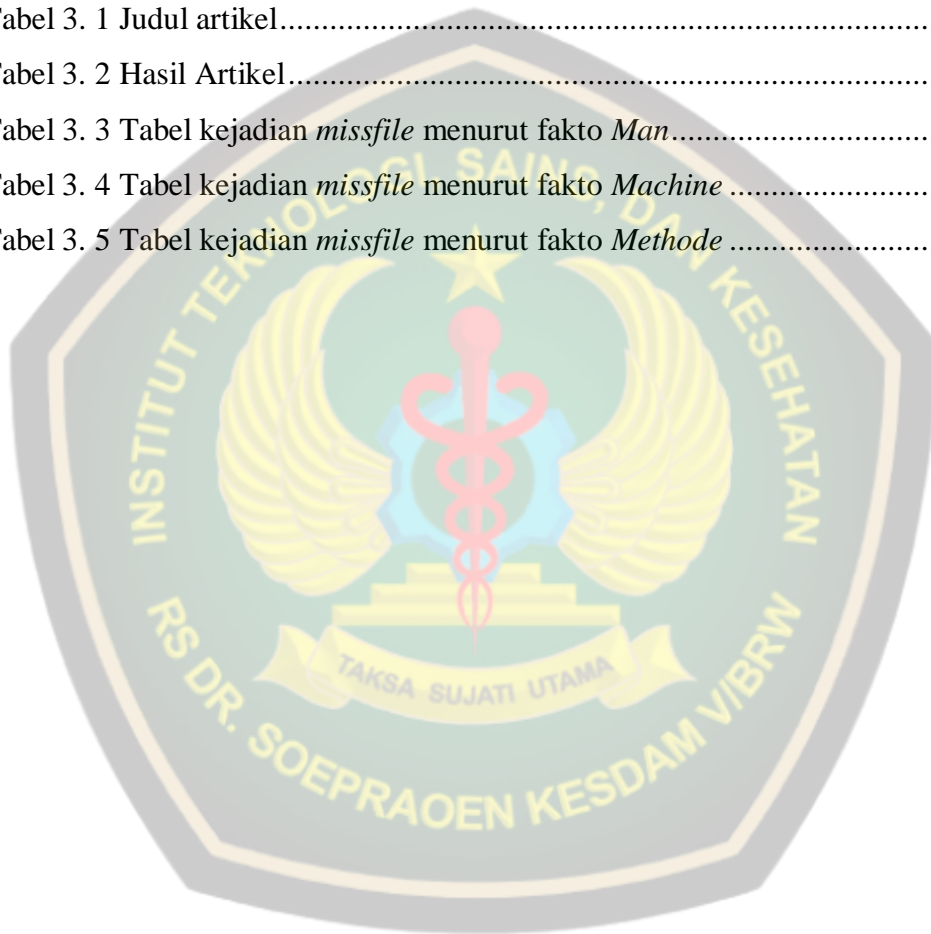 Tabel 3. 1 Judul artikel
Tabel 3. 2 Hasil Artikel
Tabel 3. 3 Tabel kejadian missfile menurut fakto Man
Tabel 3. 4 Tabel kejadian missfile menurut fakto Machine
Tabel 3. 5 Tabel kejadian missfile menurut fakto Methode
INSTITUT TEKNOLOGI, SAINS, DAN KESEHATAN
TAKSA SUJATI UTAMA
RS DR. SOEPRAOEN KESDAM V/BRW